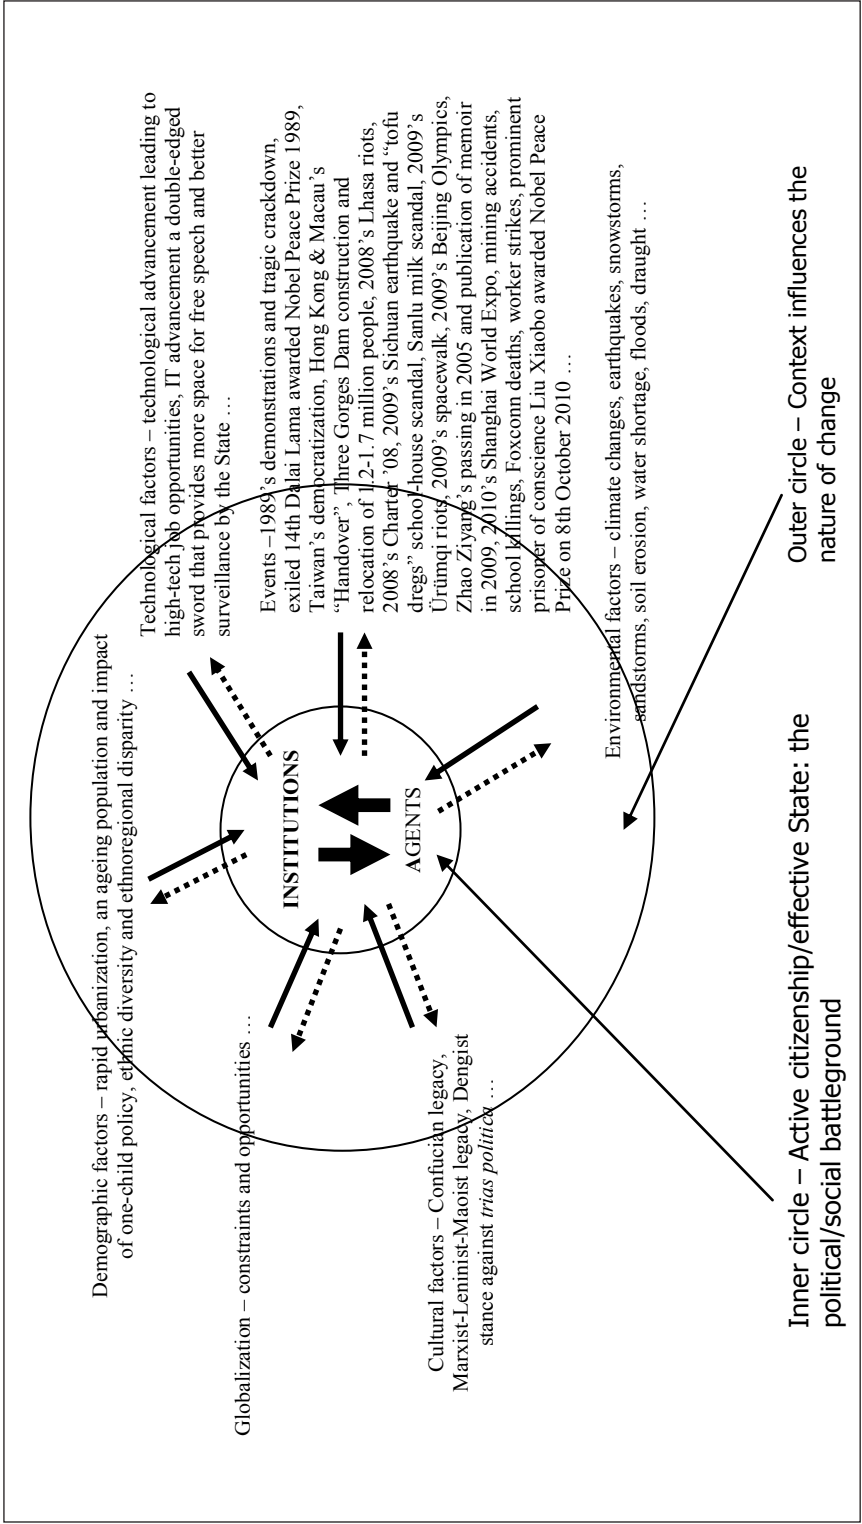 Demographic factors – rapid urbanization, an ageing population and impact
of one-child policy, ethnic diversity and ethnoregional disparity …
Technological factors – technological advancement leading to
high-tech job opportunities, IT advancement a double-edged
sword that provides more space for free speech and better
surveillance by the State …
Globalization – constraints and opportunities …
INSTITUTIONS
AGENTS
Events –1989’s demonstrations and tragic crackdown,
exiled 14th Dalai Lama awarded Nobel Peace Prize 1989,
Taiwan’s democratization, Hong Kong & Macau’s
“Handover”, Three Gorges Dam construction and
relocation of 1.2-1.7 million people, 2008’s Lhasa riots,
2008’s Charter ’08, 2009’s Sichuan earthquake and “tofu
dregs” school-house scandal, Sanlu milk scandal, 2009’s
Ürümqi riots, 2009’s spacewalk, 2009’s Beijing Olympics,
Zhao Ziyang’s passing in 2005 and publication of memoir
in 2009, 2010’s Shanghai World Expo, mining accidents,
school killings, Foxconn deaths, worker strikes, prominent
prisoner of conscience Liu Xiaobo awarded Nobel Peace
Prize on 8th October 2010 …
Cultural factors – Confucian legacy,
Marxist-Leninist-Maoist legacy, Dengist
stance against trias politica …
Environmental factors – climate changes, earthquakes, snowstorms,
sandstorms, soil erosion, water shortage, floods, draught …
Inner circle – Active citizenship/effective State: the
political/social battleground
Outer circle – Context influences the
nature of change